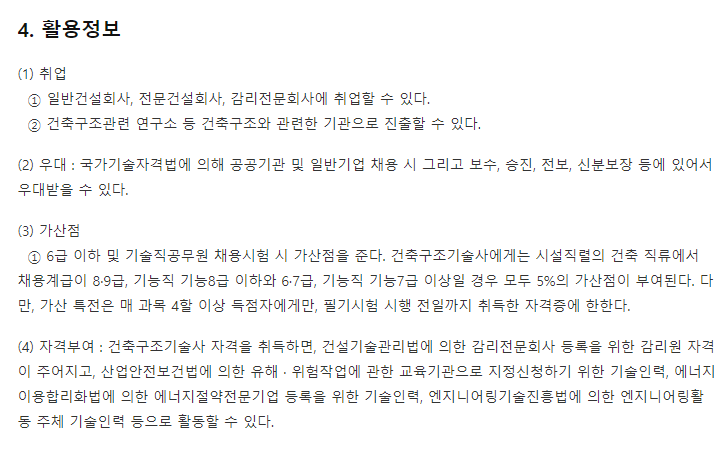 4. 활용정보
(1) 취업
① 일반건설회사, 전문건설회사, 감리전문회사에 취업할 수 있다.
② 건축구조관련 연구소 등 건축구조와 관련한 기관으로 진출할 수 있다.
(2) 우대 : 국가기술자격법에 의해 공공기관 및 일반기업 채용 시 그리고 보수, 승진, 전보, 신분보장 등에 있어서
우대받을 수 있다.
(3) 가산점
① 6급 이하 및 기술직공무원 채용시험 시 가산점을 준다. 건축구조기술사에게는 시설직렬의 건축 직류에서
채용계급이 8·9급, 기능직 기능8급 이하와 6·7급, 기능직 기능7급 이상일 경우 모두 5%의 가산점이 부여된다. 다
만, 가산 특전은 매 과목 4할 이상 득점자에게만, 필기시험 시행 전일까지 취득한 자격증에 한한다.
(4) 자격부여 : 건축구조기술사 자격을 취득하면, 건설기술관리법에 의한 감리전문회사 등록을 위한 감리원 자격
이 주어지고, 산업안전보건법에 의한 유해 · 위험작업에 관한 교육기관으로 지정신청하기 위한 기술인력, 에너지
이용합리화법에 의한 에너지절약전문기업 등록을 위한 기술인력, 엔지니어링기술진흥법에 의한 엔지니어링활
동 주체 기술인력 등으로 활동할 수 있다.